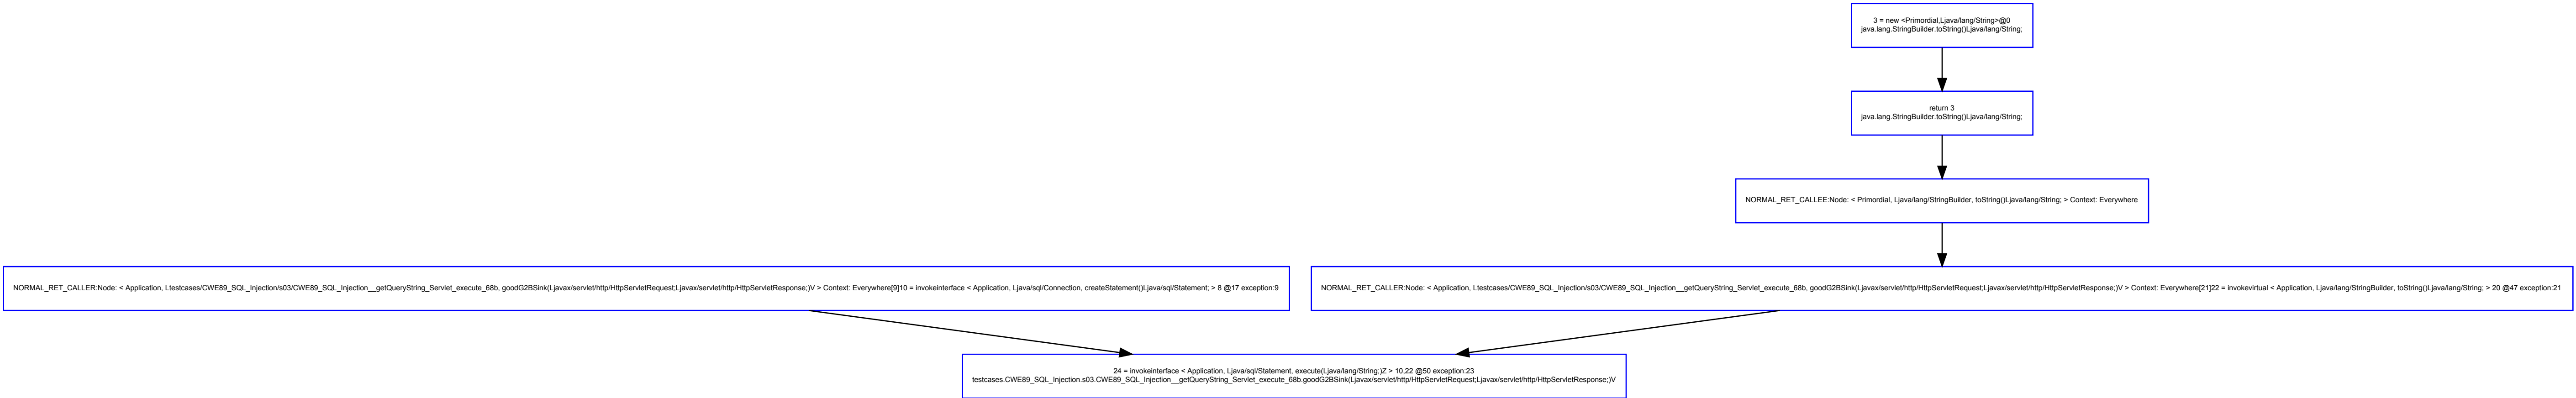 3 = new <Primordial,Ljava/lang/String>@0
java.lang.StringBuilder.toString()Ljava/lang/String;
return 3
java.lang.StringBuilder.toString()Ljava/lang/String;
NORMAL_RET_CALLEE:Node: < Primordial, Ljava/lang/StringBuilder, toString()Ljava/lang/String; > Context: Everywhere
NORMAL_RET_CALLER:Node: < Application, Ltestcases/CWE89_SQL_Injection/s03/CWE89_SQL_Injection__getQueryString_Servlet_execute_68b, goodG2BSink(Ljavax/servlet/http/HttpServletRequest;Ljavax/servlet/http/HttpServletResponse;)V > Context: Everywhere[9]10 = invokeinterface < Application, Ljava/sql/Connection, createStatement()Ljava/sql/Statement; > 8 @17 exception:9
NORMAL_RET_CALLER:Node: < Application, Ltestcases/CWE89_SQL_Injection/s03/CWE89_SQL_Injection__getQueryString_Servlet_execute_68b, goodG2BSink(Ljavax/servlet/http/HttpServletRequest;Ljavax/servlet/http/HttpServletResponse;)V > Context: Everywhere[21]22 = invokevirtual < Application, Ljava/lang/StringBuilder, toString()Ljava/lang/String; > 20 @47 exception:21
24 = invokeinterface < Application, Ljava/sql/Statement, execute(Ljava/lang/String;)Z > 10,22 @50 exception:23
testcases.CWE89_SQL_Injection.s03.CWE89_SQL_Injection__getQueryString_Servlet_execute_68b.goodG2BSink(Ljavax/servlet/http/HttpServletRequest;Ljavax/servlet/http/HttpServletResponse;)V